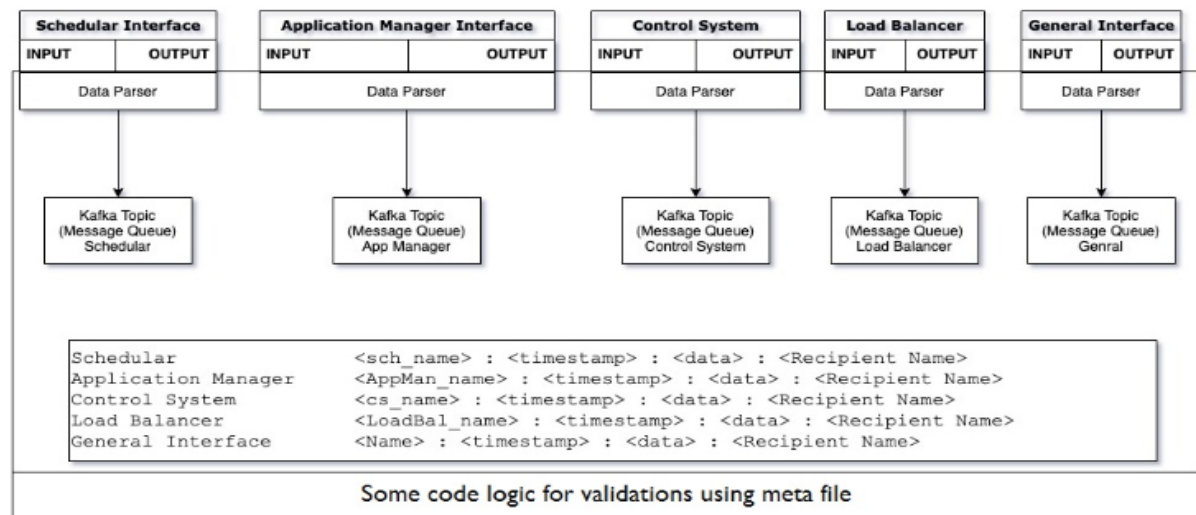 Schedular Interface
INPUT OUTPUT
Data Parser
Kafka Topic
(Message Queue)
Schedular
Application Manager Interface
INPUT OUTPUT
Data Parser
Kafka Topic
(Message Queue)
App Manager
Control System
INPUT OUTPUT
Data Parser
Kafka Topic
(Message Queue)
Control System
Load Balancer
INPUT OUTPUT
Data Parser
Kafka Topic
(Message Queue)
Load Balancer
General Interface
INPUT OUTPUT
Data Parser
Kafka Topic
(Message Queue)
Genral
Schedular <sch_name> : <timestamp> : <data> : <Recipient Name>
Application Manager <AppMan_name> : <timestamp> : <data> : <Recipient Name>
Control System <cs_name> : <timestamp> : <data> : <Recipient Name>
Load Balancer <LoadBal_name> : <timestamp> : <data> : <Recipient Name>
General Interface <Name> : <timestamp> : <data> : <Recipient Name>
Some code logic for validations using meta file